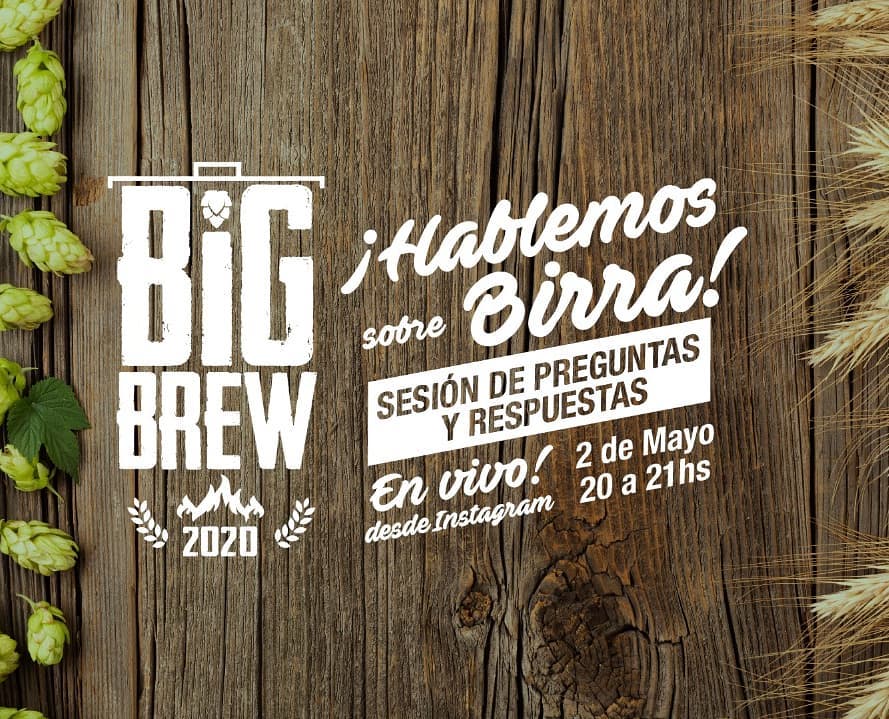 BiG
BREW
2020
¡Hablemos
sobre Birra!
SESIÓN DE PREGUNTAS
Y RESPUESTAS
En vivo!
desde Instagram
2 de Mayo
20 a 21hs